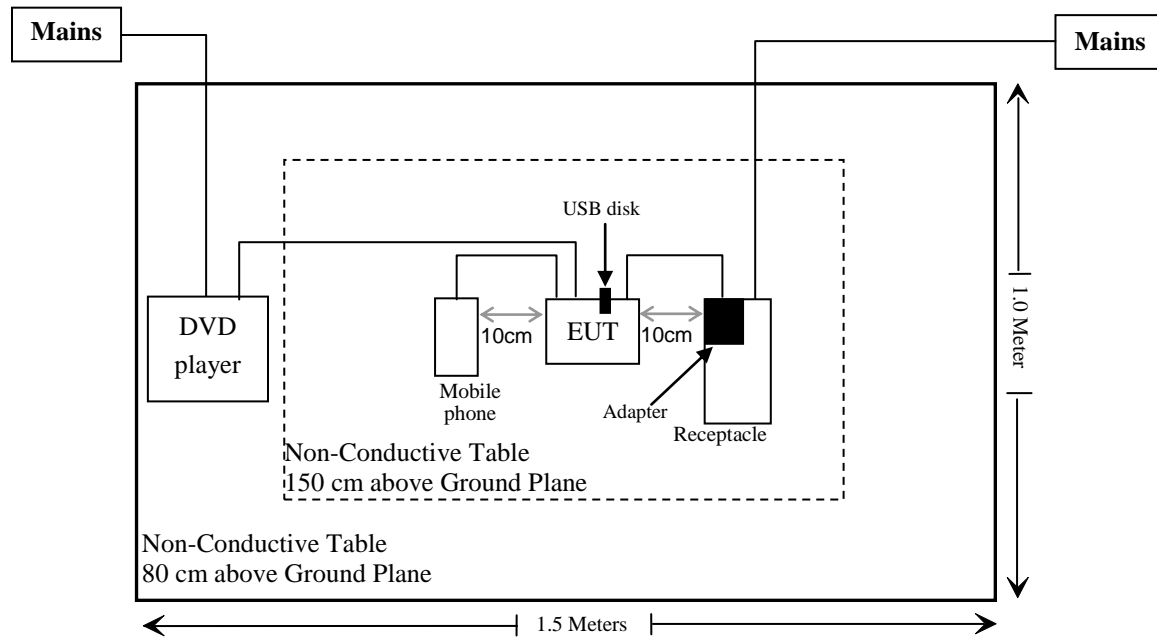 Mains
Mains
USB disk
DVD
player
10cm
EUT
10cm
Mobile
phone
Adapter
Receptacle
1.0 Meter
Non-Conductive Table
150 cm above Ground Plane
Non-Conductive Table
80 cm above Ground Plane
1.5 Meters